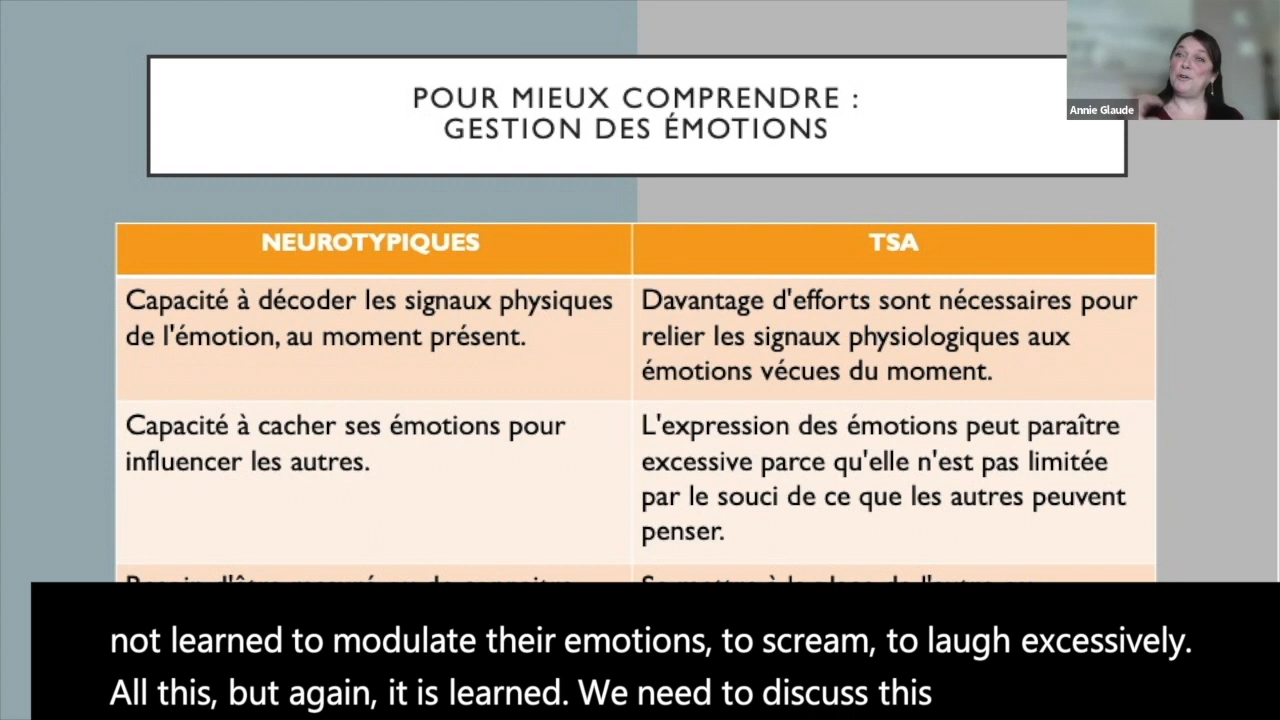 POUR MIEUX COMPRENDRE :
GESTION DES ÉMOTIONS
Annie Glaude
NEUROTYPIQUES
TSA
Capacité à décoder les signaux physiques
de l'émotion, au moment présent.
Davantage d'efforts sont nécessaires pour
relier les signaux physiologiques aux
émotions vécues du moment.
Capacité à cacher ses émotions pour
influencer les autres.
L'expression des émotions peut paraître
excessive parce qu'elle n'est pas limitée
par le souci de ce que les autres peuvent
penser.
not learned to modulate their emotions, to scream, to laugh excessively.
All this, but again, it is learned. We need to discuss this